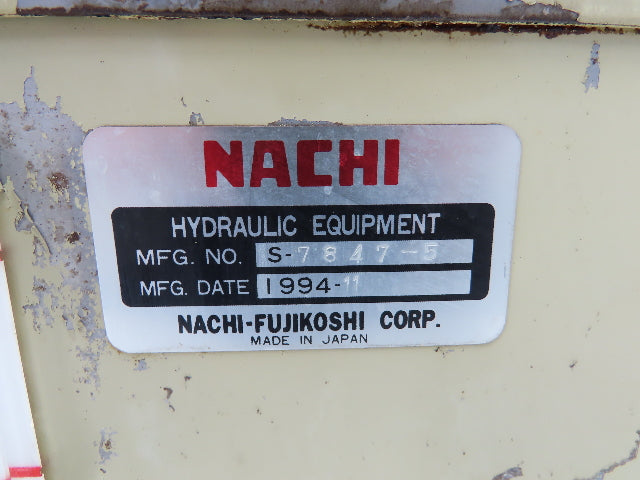 NACHI
HYDRAULIC EQUIPMENT
MFG. NO. S-7847-5
MFG. DATE 1994-11
NACHI-FUJIKOSHI CORP.
MADE IN JAPAN